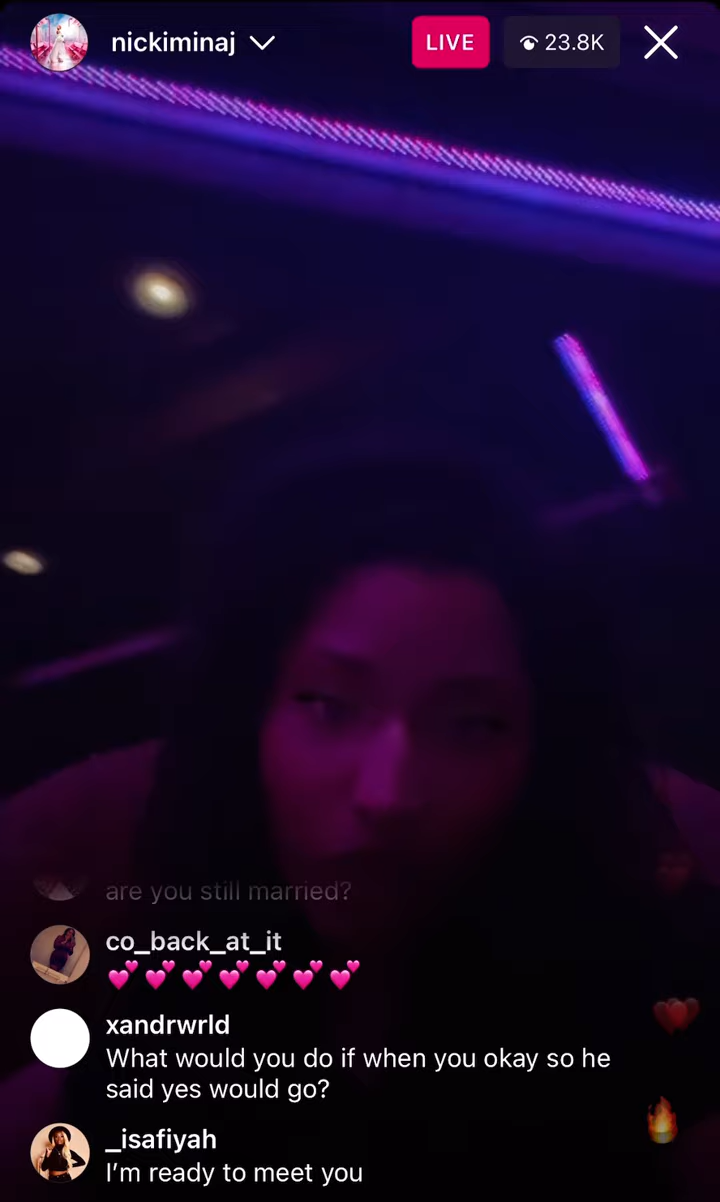 nickiminaj
LIVE
23.8K
are you still married?
co_back_at_it
💕💕💕💕💕💕💕
xandrwrld
What would you do if when you okay so he
said yes would go?
_isafiyah
I’m ready to meet you